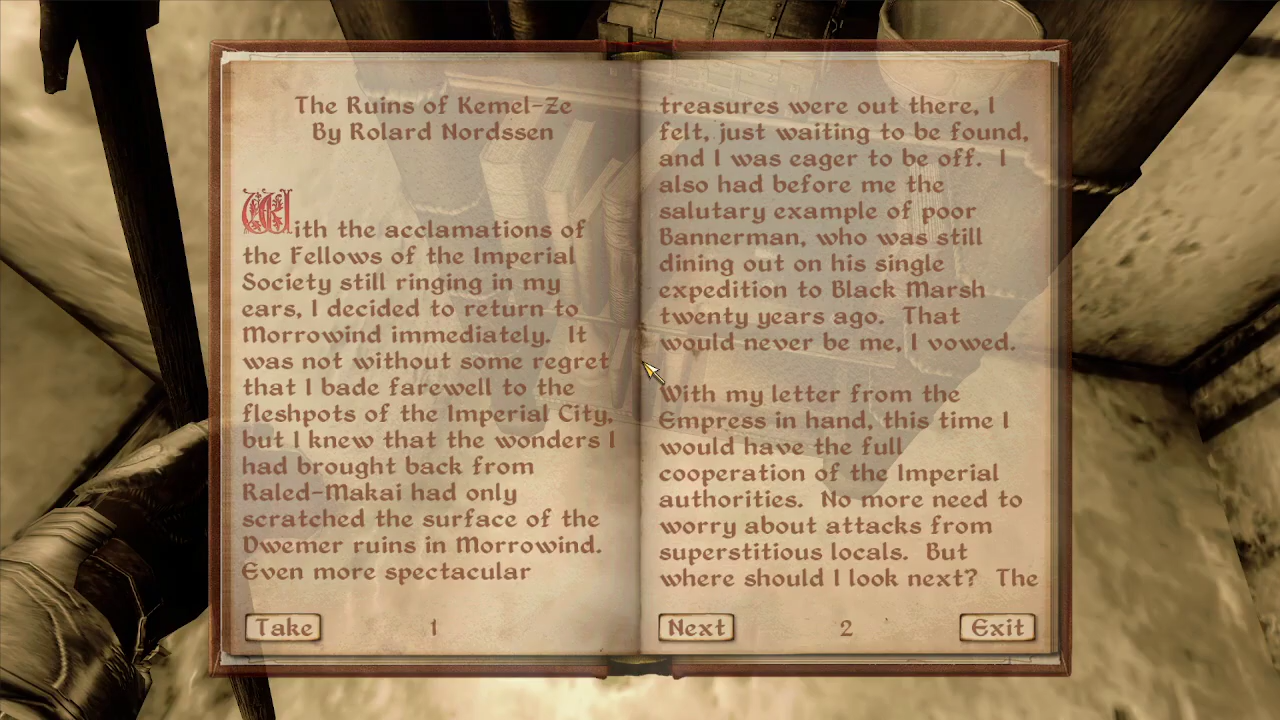 The Ruins of Kemel-Ze
By Rolard Nordssen
With the acclamations of
the Fellows of the Imperial
Society still ringing in my
ears, I decided to return to
Morrowind immediately.  It
was not without some regret
that I bade farewell to the
fleshpots of the Imperial City,
but I knew that the wonders I
had brought back from
Raled-Makai had only
scratched the surface of the
Dwemer ruins in Morrowind.
Even more spectacular
Take
1
treasures were out there, I
felt, just waiting to be found,
and I was eager to be off.  I
also had before me the
salutary example of poor
Bannerman, who was still
dining out on his single
expedition to Black Marsh
twenty years ago.  That
would never be me, I vowed.
With my letter from the
Empress in hand, this time I
would have the full
cooperation of the Imperial
authorities.  No more need to
worry about attacks from
superstitious locals.  But
where should I look next?  The
Next
2
Exit